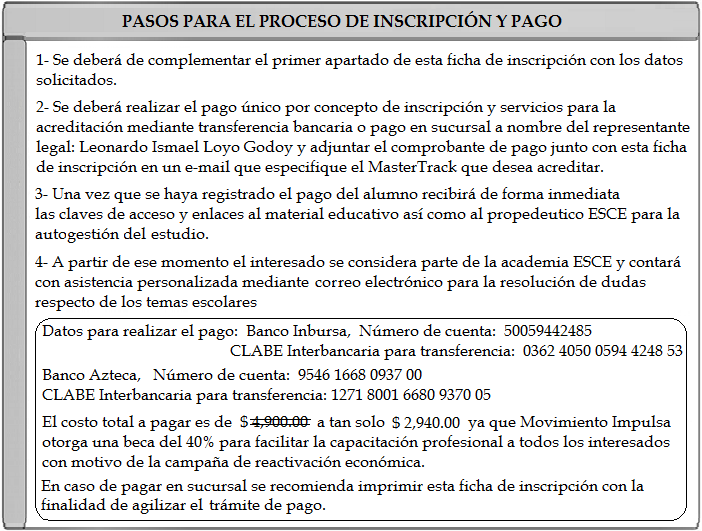 PASOS PARA EL PROCESO DE INSCRIPCIÓN Y PAGO
1- Se deberá de complementar el primer apartado de esta ficha de inscripción con los datos
solicitados.
2- Se deberá realizar el pago único por concepto de inscripción y servicios para la
acreditación mediante transferencia bancaria o pago en sucursal a nombre del representante
legal: Leonardo Ismael Loyo Godoy y adjuntar el comprobante de pago junto con esta ficha
de inscripción en un e-mail que especifique el MasterTrack que desea acreditar.
3- Una vez que se haya registrado el pago del alumno recibirá de forma inmediata
las claves de acceso y enlaces al material educativo así como al propedeutico ESCE para la
autogestión del estudio.
4- A partir de ese momento el interesado se considera parte de la academia ESCE y contará
con asistencia personalizada mediante correo electrónico para la resolución de dudas
respecto de los temas escolares
Datos para realizar el pago: Banco Inbursa, Número de cuenta: 50059442485
CLABE Interbancaria para transferencia: 0362 4050 0594 4248 53
Banco Azteca, Número de cuenta: 9546 1668 0937 00
CLABE Interbancaria para transferencia: 1271 8001 6680 9370 05
El costo total a pagar es de $ 4,900.00 a tan solo $ 2,940.00 ya que Movimiento Impulsa
otorga una beca del 40% para facilitar la capacitación profesional a todos los interesados
con motivo de la campaña de reactivación económica.
En caso de pagar en sucursal se recomienda imprimir esta ficha de inscripción con la
finalidad de agilizar el trámite de pago.